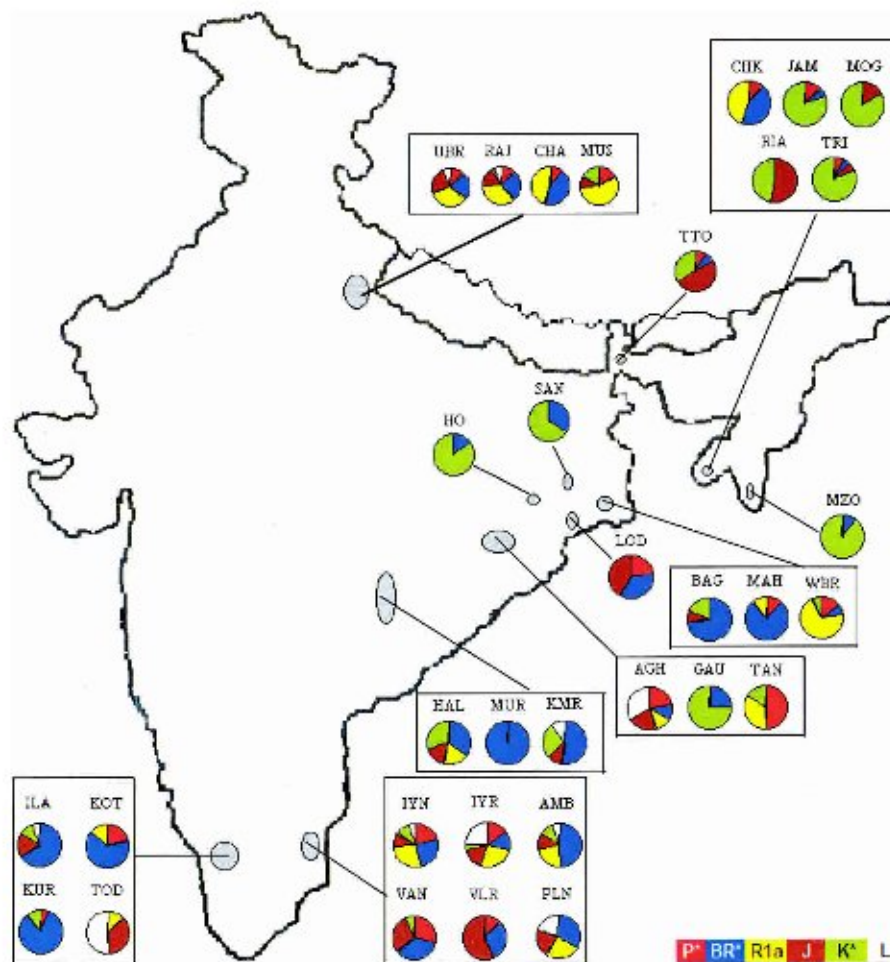 CHK JAM MOG
RIA TRI
UBR RAJ CHA MUS
TTO
SAN
HO
MZO
LOD
BAG MAH WBR
AGH GAU TAN
HAL MUR KMR
ILA KOT
KUR TOD
IYN IYR AMB
VAN VLR PLN
P* BR* R1a J K* L